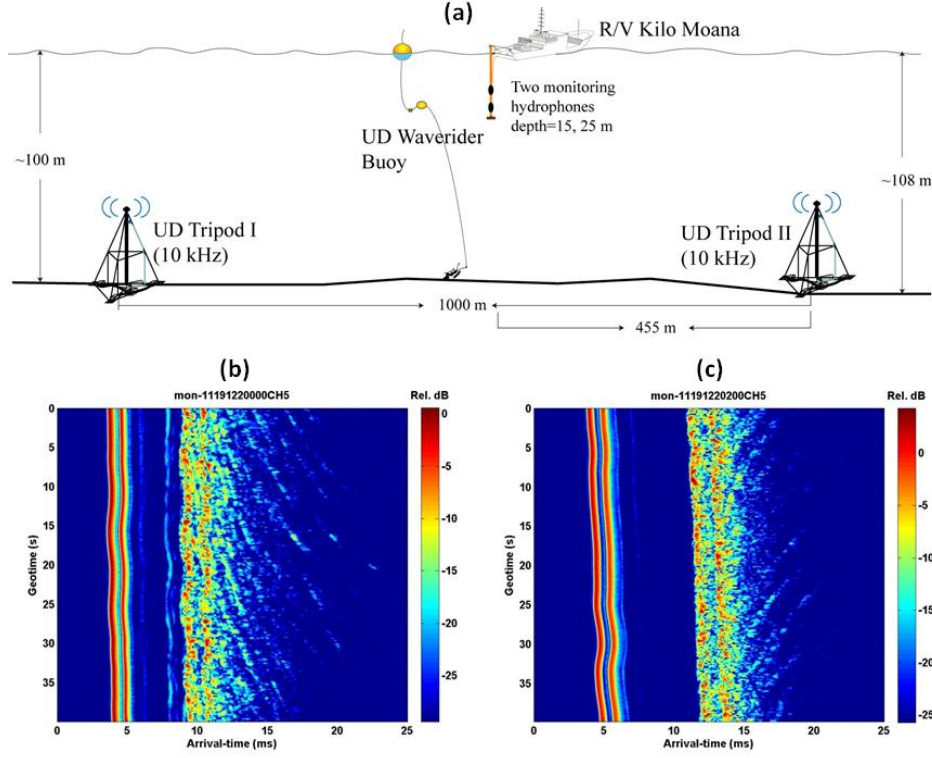 (a)
R/V Kilo Moana
Two monitoring
hydrophones
depth=15, 25 m
UD Waverider
Buoy
~100 m
~108 m
UD Tripod I
(10 kHz)
UD Tripod II
(10 kHz)
1000 m
455 m
(b)
mon-11191220000CH5
Rel. dB
0
5
10
15
20
25
30
35
Geotime (s)
0
5
10
15
20
25
Arrival-time (ms)
0
-5
-10
-15
-20
-25
(c)
mon-11191220200CH5
Rel. dB
0
5
10
15
20
25
30
35
Geotime (s)
0
5
10
15
20
25
Arrival-time (ms)
0
-5
-10
-15
-20
-25